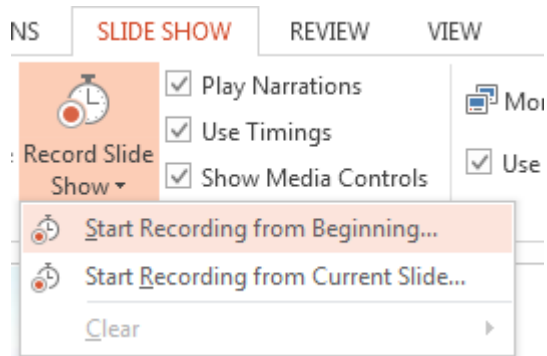 NS SLIDE SHOW REVIEW VIEW
Play Narrations
Use Timings
Show Media Controls
Record Slide
Show
Mor
Use
Start Recording from Beginning...
Start Recording from Current Slide...
Clear